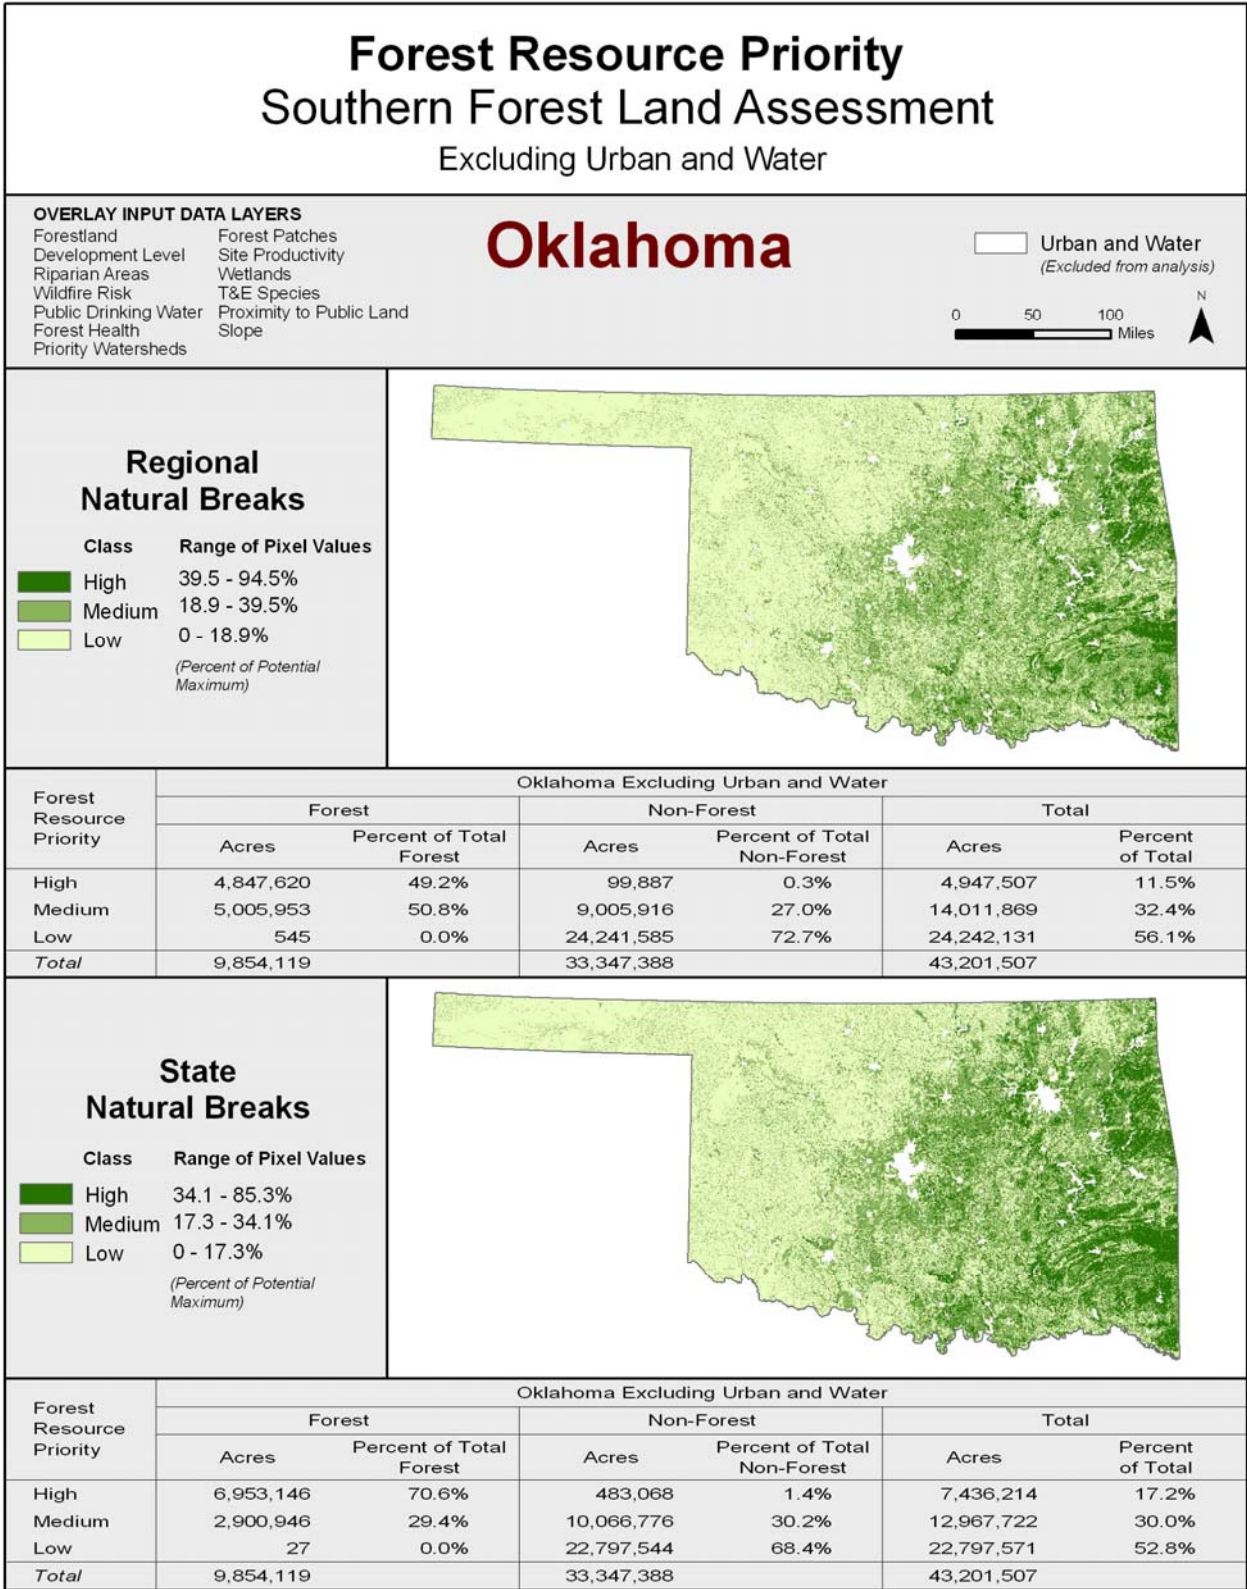 Forest Resource Priority
Southern Forest Land Assessment
Excluding Urban and Water
OVERLAY INPUT DATA LAYERS
Forestland Forest Patches
Development Level Site Productivity
Riparian Areas Wetlands
Wildfire Risk T&E Species
Public Drinking Water Proximity to Public Land
Forest Health Slope
Priority Watersheds
Oklahoma
Urban and Water
(Excluded from analysis)
N
0 50 100
Miles
Regional
Natural Breaks
Class Range of Pixel Values
High 39.5 - 94.5%
Medium 18.9 - 39.5%
Low 0 - 18.9%
(Percent of Potential
Maximum)
Forest
Resource
Priority
Oklahoma Excluding Urban and Water
Forest Non-Forest Total
Acres Percent of Total Forest Acres Percent of Total Non-Forest Acres Percent of Total
High 4,847,620 49.2% 99,887 0.3% 4,947,507 11.5%
Medium 5,005,953 50.8% 9,005,916 27.0% 14,011,869 32.4%
Low 545 0.0% 24,241,585 72.7% 24,242,131 56.1%
Total 9,854,119 33,347,388 43,201,507
State
Natural Breaks
Class Range of Pixel Values
High 34.1 - 85.3%
Medium 17.3 - 34.1%
Low 0 - 17.3%
(Percent of Potential
Maximum)
Forest
Resource
Priority
Oklahoma Excluding Urban and Water
Forest Non-Forest Total
Acres Percent of Total Forest Acres Percent of Total Non-Forest Acres Percent of Total
High 6,953,146 70.6% 483,068 1.4% 7,436,214 17.2%
Medium 2,900,946 29.4% 10,066,776 30.2% 12,967,722 30.0%
Low 27 0.0% 22,797,544 68.4% 22,797,571 52.8%
Total 9,854,119 33,347,388 43,201,507